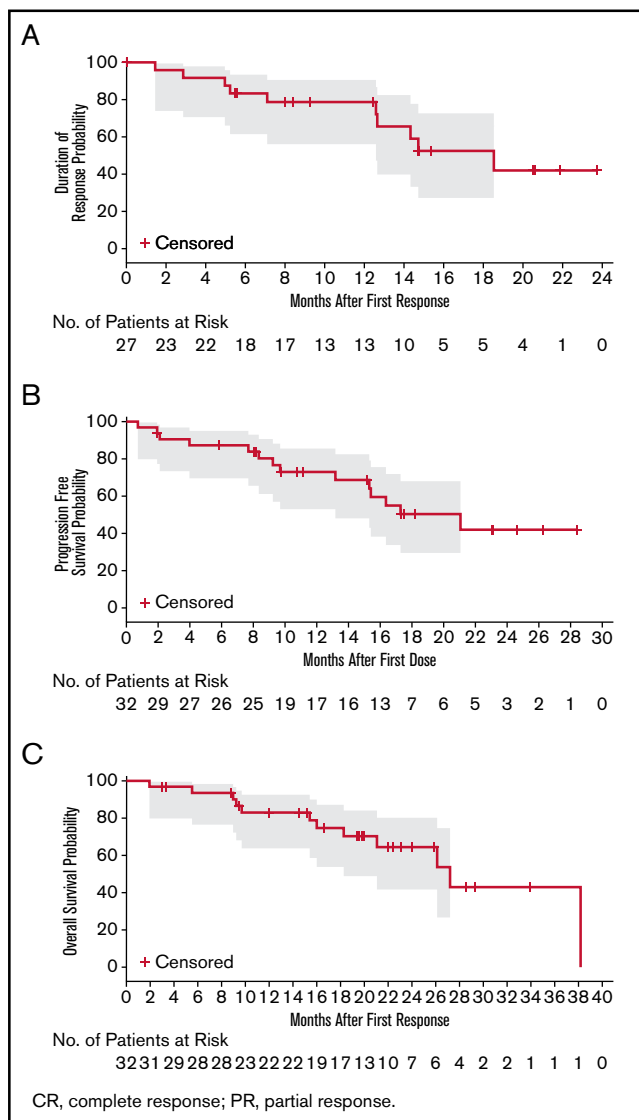 A
Duration of
Response Probability
100
80
60
40
20
0
Censored
0 2 4 6 8 10 12 14 16 18 20 22 24
Months After First Response
No. of Patients at Risk
27 23 22 18 17 13 13 10 5 5 4 1 0
B
Progression Free
Survival Probability
100
80
60
40
20
0
Censored
0 2 4 6 8 10 12 14 16 18 20 22 24 26 28 30
Months After First Dose
No. of Patients at Risk
32 29 27 26 25 19 17 16 13 7 6 5 3 2 1 0
C
Overall Survival Probability
100
80
60
40
20
0
Censored
0 2 4 6 8 10 12 14 16 18 20 22 24 26 28 30 32 34 36 38 40
Months After First Response
No. of Patients at Risk
32 31 29 28 28 23 22 22 19 17 13 10 7 6 4 2 2 1 1 1 0
CR, complete response; PR, partial response.